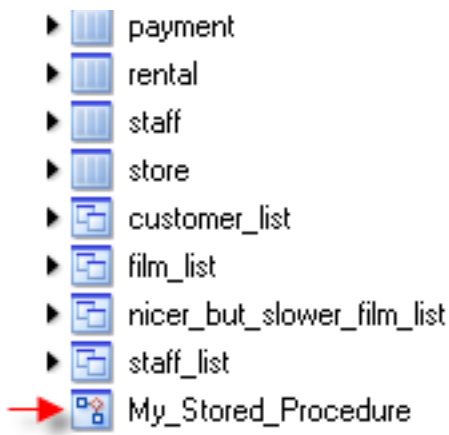 payment
rental
staff
store
customer_list
film_list
nicer_but_slower_film_list
staff_list
My_Stored_Procedure